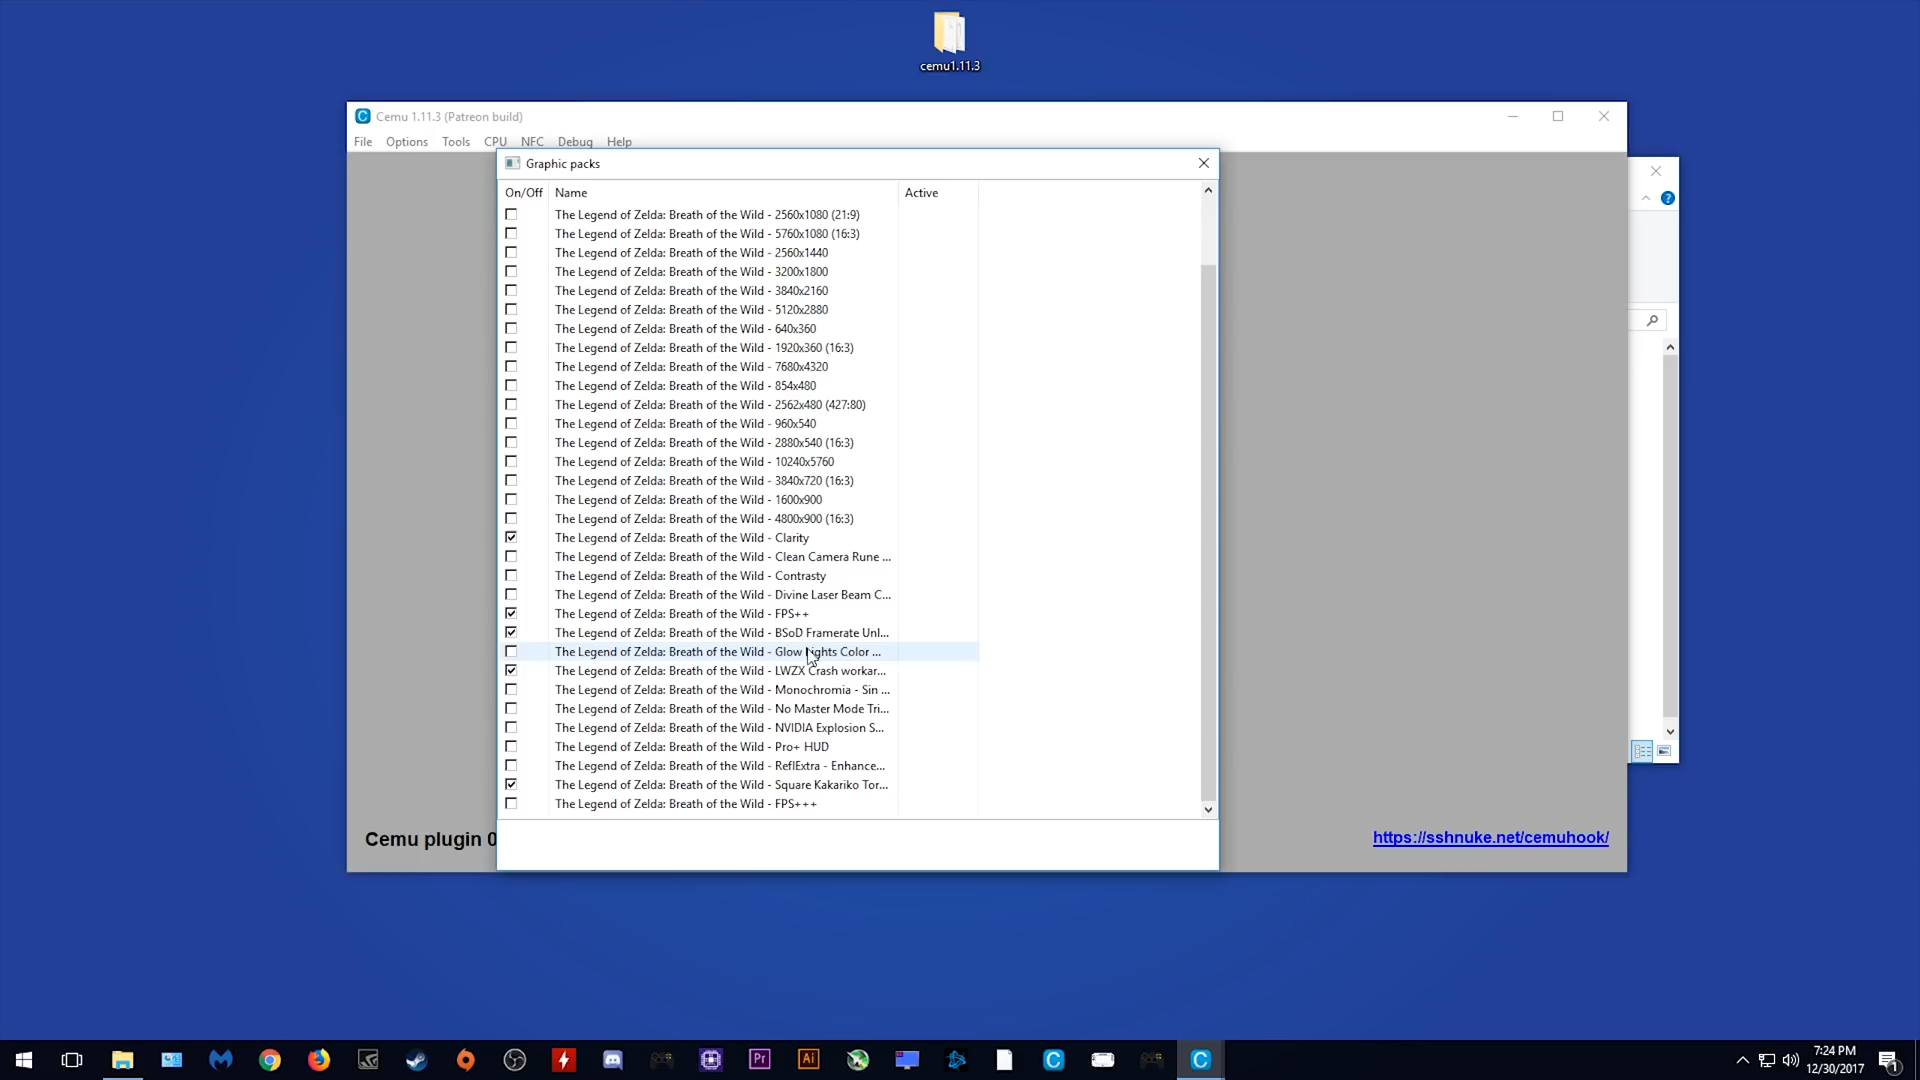 cemu1.11.3
Cemu 1.11.3 (Patreon build)
File Options Tools CPU NFC Debug Help
Graphic packs
On/Off Name Active
The Legend of Zelda: Breath of the Wild - 2560x1080 (21:9)
The Legend of Zelda: Breath of the Wild - 5760x1080 (16:3)
The Legend of Zelda: Breath of the Wild - 2560x1440
The Legend of Zelda: Breath of the Wild - 3200x1800
The Legend of Zelda: Breath of the Wild - 3840x2160
The Legend of Zelda: Breath of the Wild - 5120x2880
The Legend of Zelda: Breath of the Wild - 640x360
The Legend of Zelda: Breath of the Wild - 1920x360 (16:3)
The Legend of Zelda: Breath of the Wild - 7680x4320
The Legend of Zelda: Breath of the Wild - 854x480
The Legend of Zelda: Breath of the Wild - 2562x480 (427:80)
The Legend of Zelda: Breath of the Wild - 960x540
The Legend of Zelda: Breath of the Wild - 2880x540 (16:3)
The Legend of Zelda: Breath of the Wild - 10240x5760
The Legend of Zelda: Breath of the Wild - 3840x720 (16:3)
The Legend of Zelda: Breath of the Wild - 1600x900
The Legend of Zelda: Breath of the Wild - 4800x900 (16:3)
The Legend of Zelda: Breath of the Wild - Clarity
The Legend of Zelda: Breath of the Wild - Clean Camera Rune ...
The Legend of Zelda: Breath of the Wild - Contrasty
The Legend of Zelda: Breath of the Wild - Divine Laser Beam C...
The Legend of Zelda: Breath of the Wild - FPS++
The Legend of Zelda: Breath of the Wild - BSoD Framerate Unl...
The Legend of Zelda: Breath of the Wild - Glow Nights Color ...
The Legend of Zelda: Breath of the Wild - LWZX Crash workar...
The Legend of Zelda: Breath of the Wild - Monochromia - Sin ...
The Legend of Zelda: Breath of the Wild - No Master Mode Tri...
The Legend of Zelda: Breath of the Wild - NVIDIA Explosion S...
The Legend of Zelda: Breath of the Wild - Pro+ HUD
The Legend of Zelda: Breath of the Wild - ReflExtra - Enhance...
The Legend of Zelda: Breath of the Wild - Square Kakariko Tor...
The Legend of Zelda: Breath of the Wild - FPS+++
Cemu plugin 0
https://sshnuke.net/cemuhook/
7:24 PM
12/30/2017